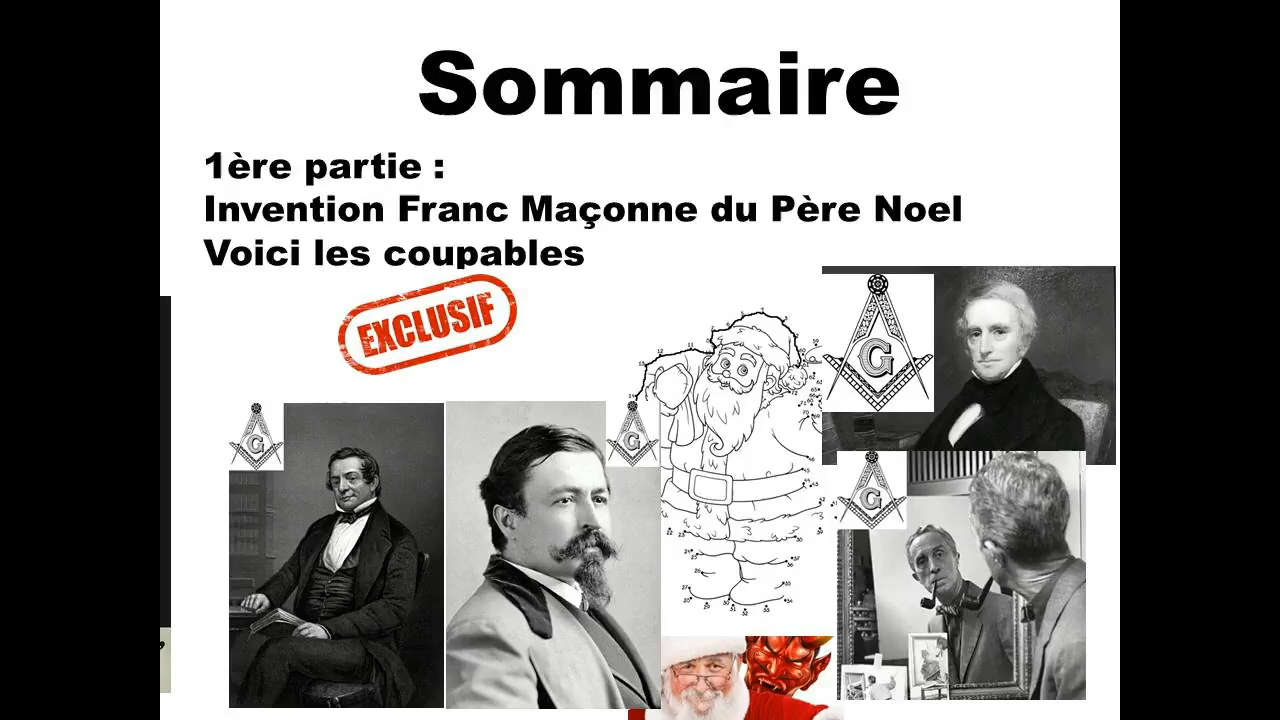 Sommaire
1ère partie :
Invention Franc Maçonne du Père Noel
Voici les coupables
EXCLUSIF
G
G
G
G